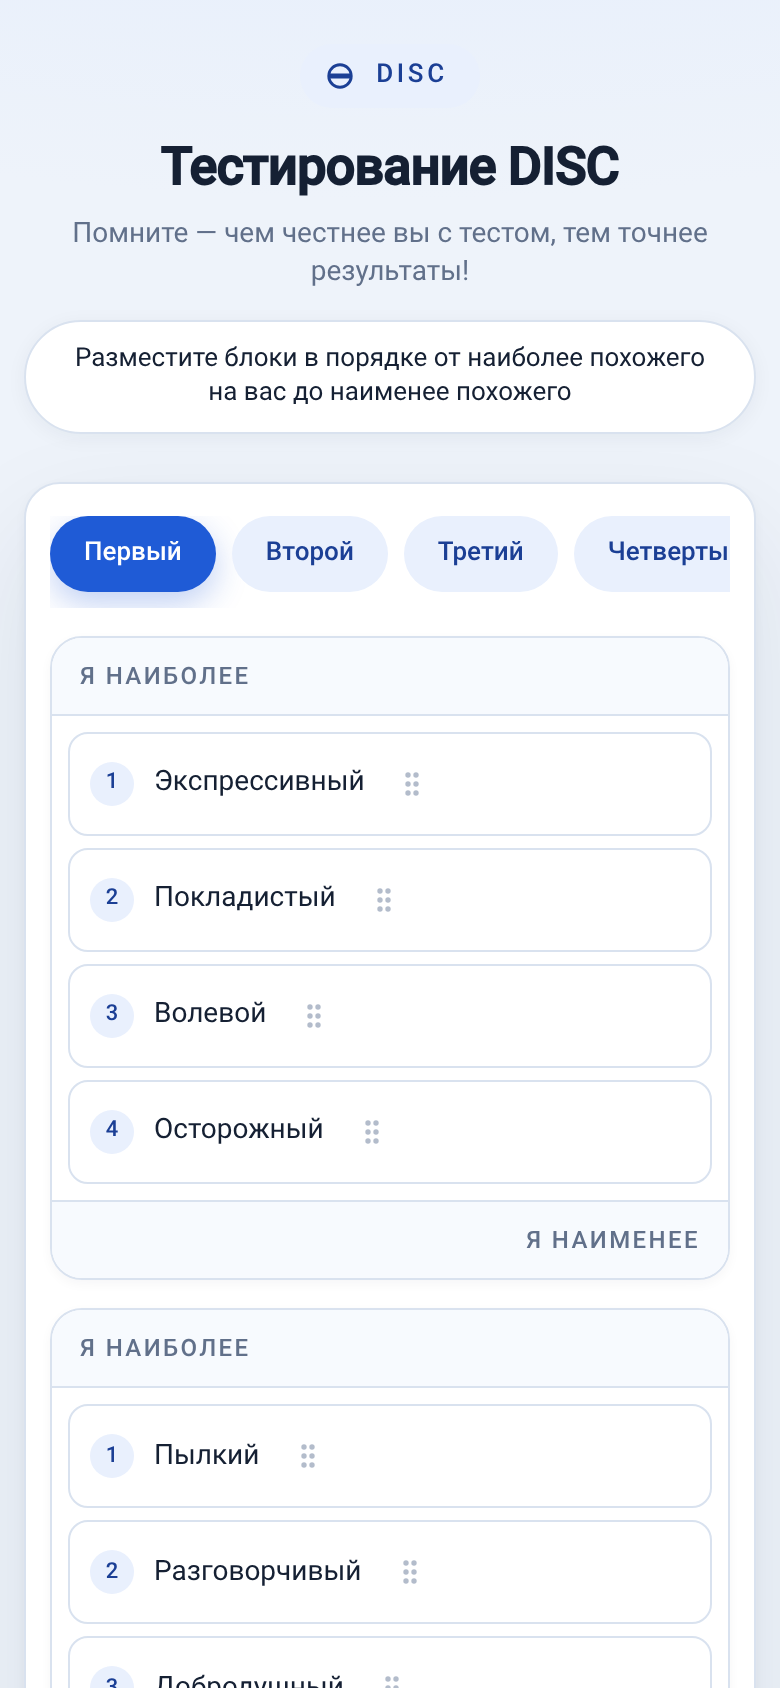 DISC
Тестирование DISC
Помните — чем честнее вы с тестом, тем точнее
результаты!
Разместите блоки в порядке от наиболее похожего
на вас до наименее похожего
Первый Второй Третий Четверты
Я НАИБОЛЕЕ
1 Экспрессивный
2 Покладистый
3 Волевой
4 Осторожный
Я НАИМЕНЕЕ
Я НАИБОЛЕЕ
1 Пылкий
2 Разговорчивый
3 Добродушный